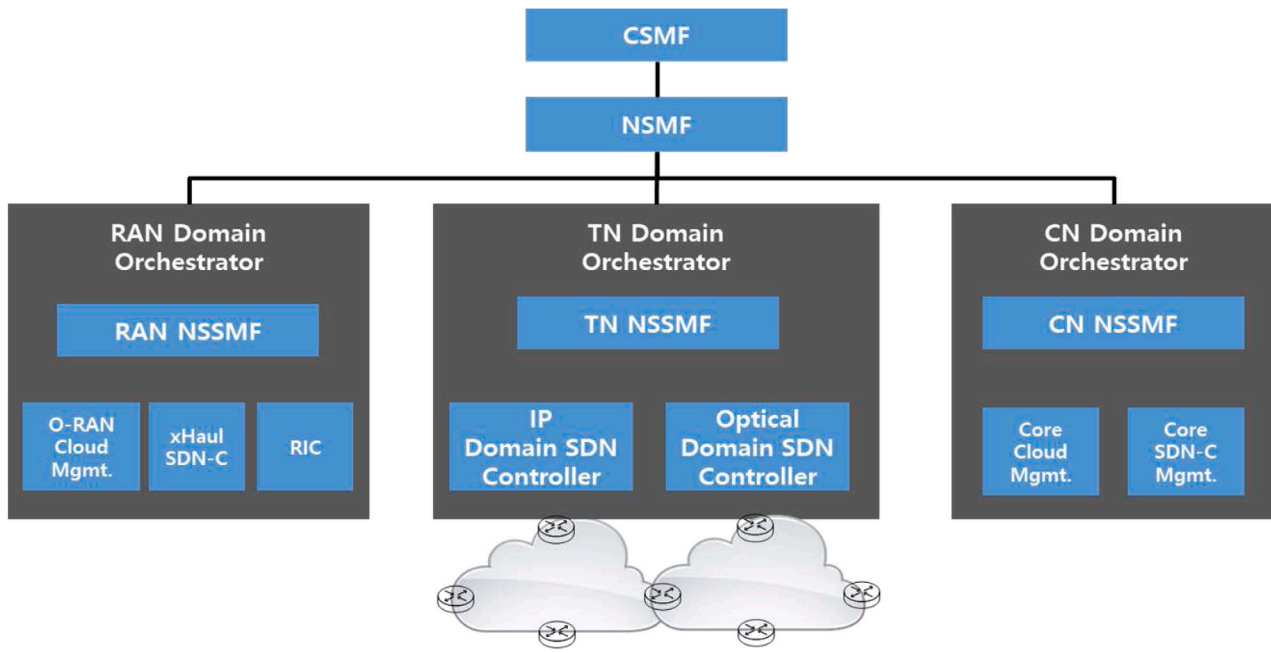 CSMF
NSMF
RAN Domain
Orchestrator
RAN NSSMF
O-RAN
Cloud
Mgmt.
xHaul
SDN-C
RIC
TN Domain
Orchestrator
TN NSSMF
IP
Domain SDN
Controller
Optical
Domain SDN
Controller
CN Domain
Orchestrator
CN NSSMF
Core
Cloud
Mgmt.
Core
SDN-C
Mgmt.